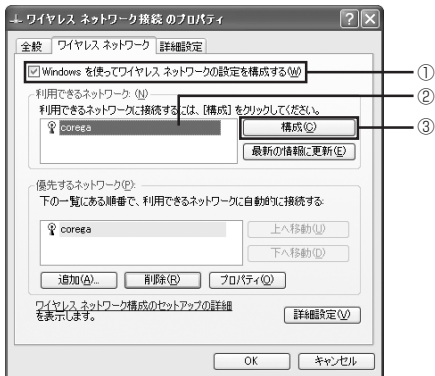 ワイヤレス ネットワーク接続 のプロパティ
全般 ワイヤレス ネットワーク 詳細設定
Windows を使ってワイヤレス ネットワークの設定を構成する(W)
①
利用できるネットワーク: (N)
②
利用できるネットワークに接続するには、[構成] をクリックしてください。
corega
構成(C)
③
最新の情報に更新(E)
優先するネットワーク(P):
下の一覧にある順番で、利用できるネットワークに自動的に接続する:
corega
上へ移動(U)
下へ移動(D)
追加(A)... 削除(R) プロパティ(O)
ワイヤレス ネットワーク構成のセットアップの詳細
を表示します。
詳細設定(V)
OK キャンセル